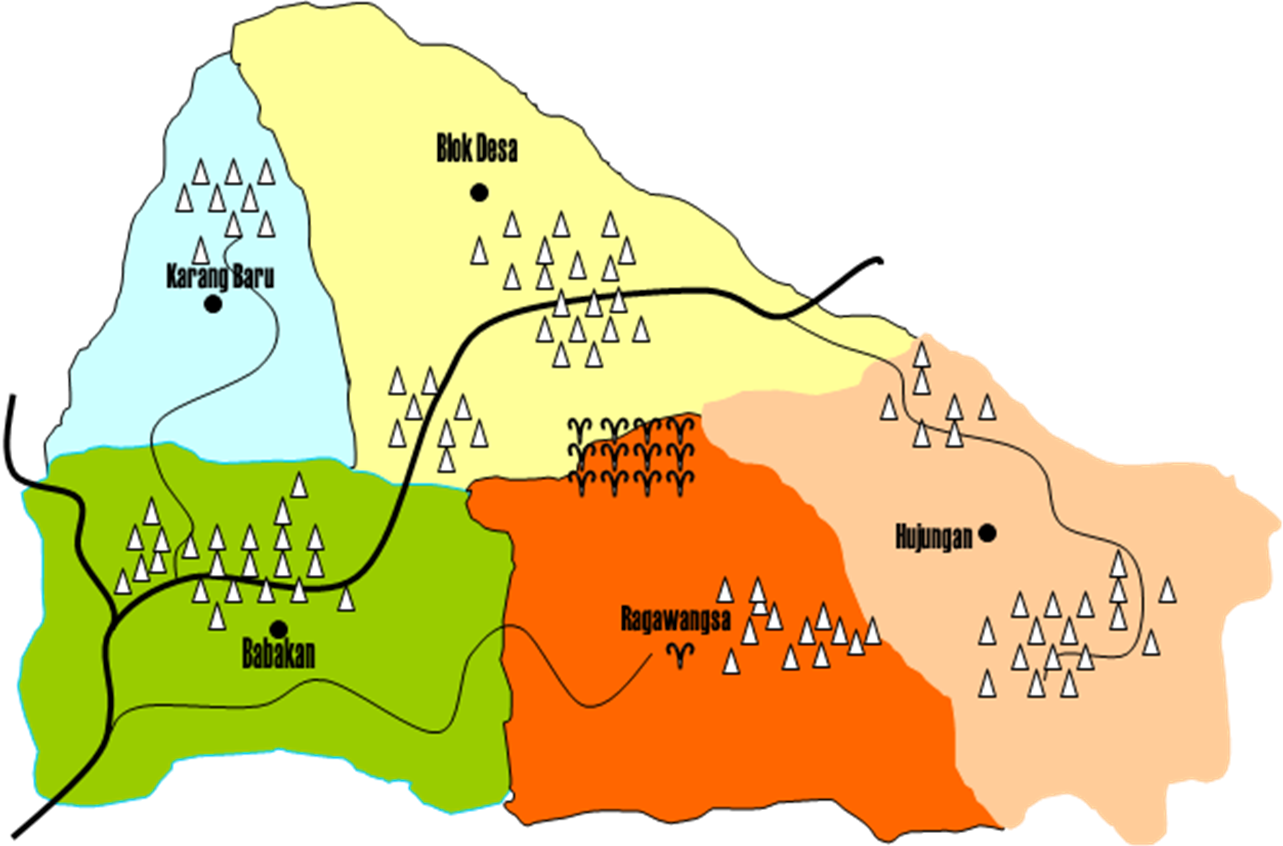 Blok Desa
Karang Baru
Hujungan
Ragawangsa
Babakan